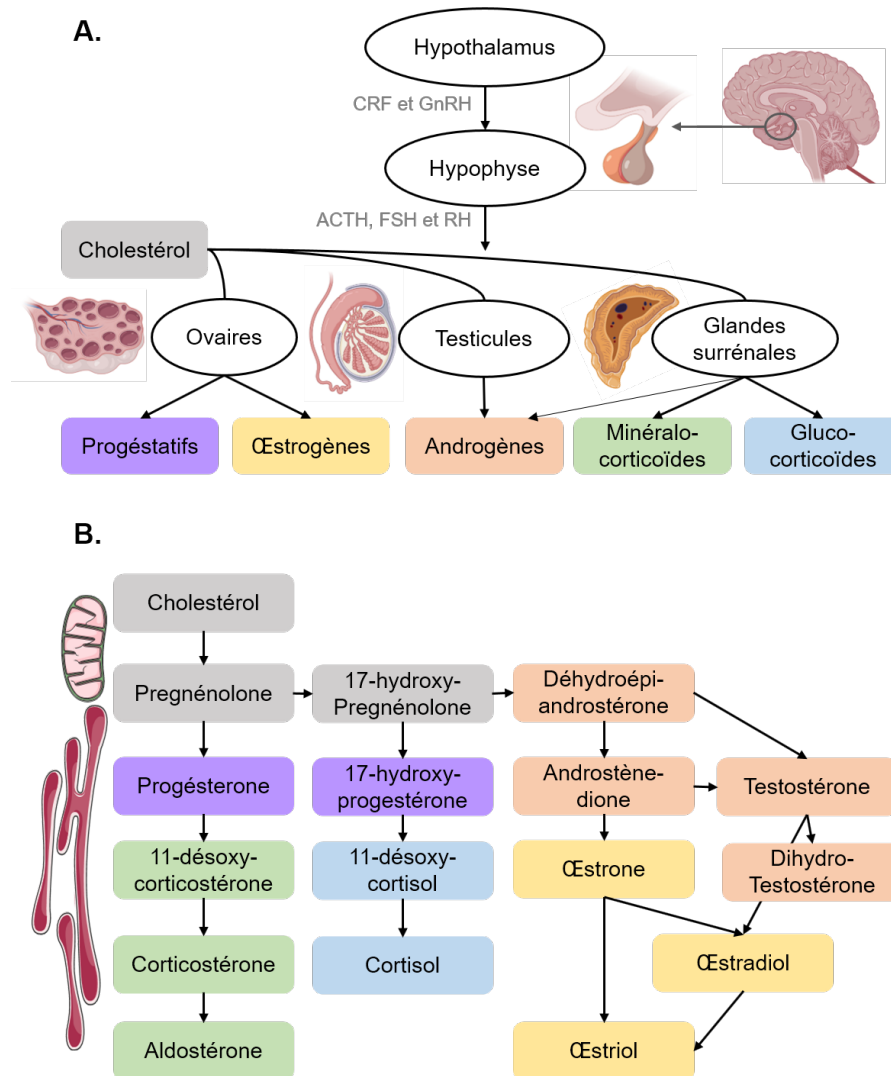 A.
Hypothalamus
CRF et GnRH
Hypophyse
ACTH, FSH et RH
Cholestérol
Ovaires
Testicules
Glandes
surrénales
Progéstatifs
Œstrogènes
Androgènes
Minéralo-
corticoïdes
Gluco-
corticoïdes
B.
Cholestérol
Pregnénolone
17-hydroxy-
Pregnénolone
Déhydroépi-
androstérone
Progésterone
17-hydroxy-
progestérone
Androstène-
dione
Testostérone
11-désoxy-
corticostérone
11-désoxy-
cortisol
Œstrone
Dihydro-
Testostérone
Corticostérone
Cortisol
Œstradiol
Aldostérone
Œstriol